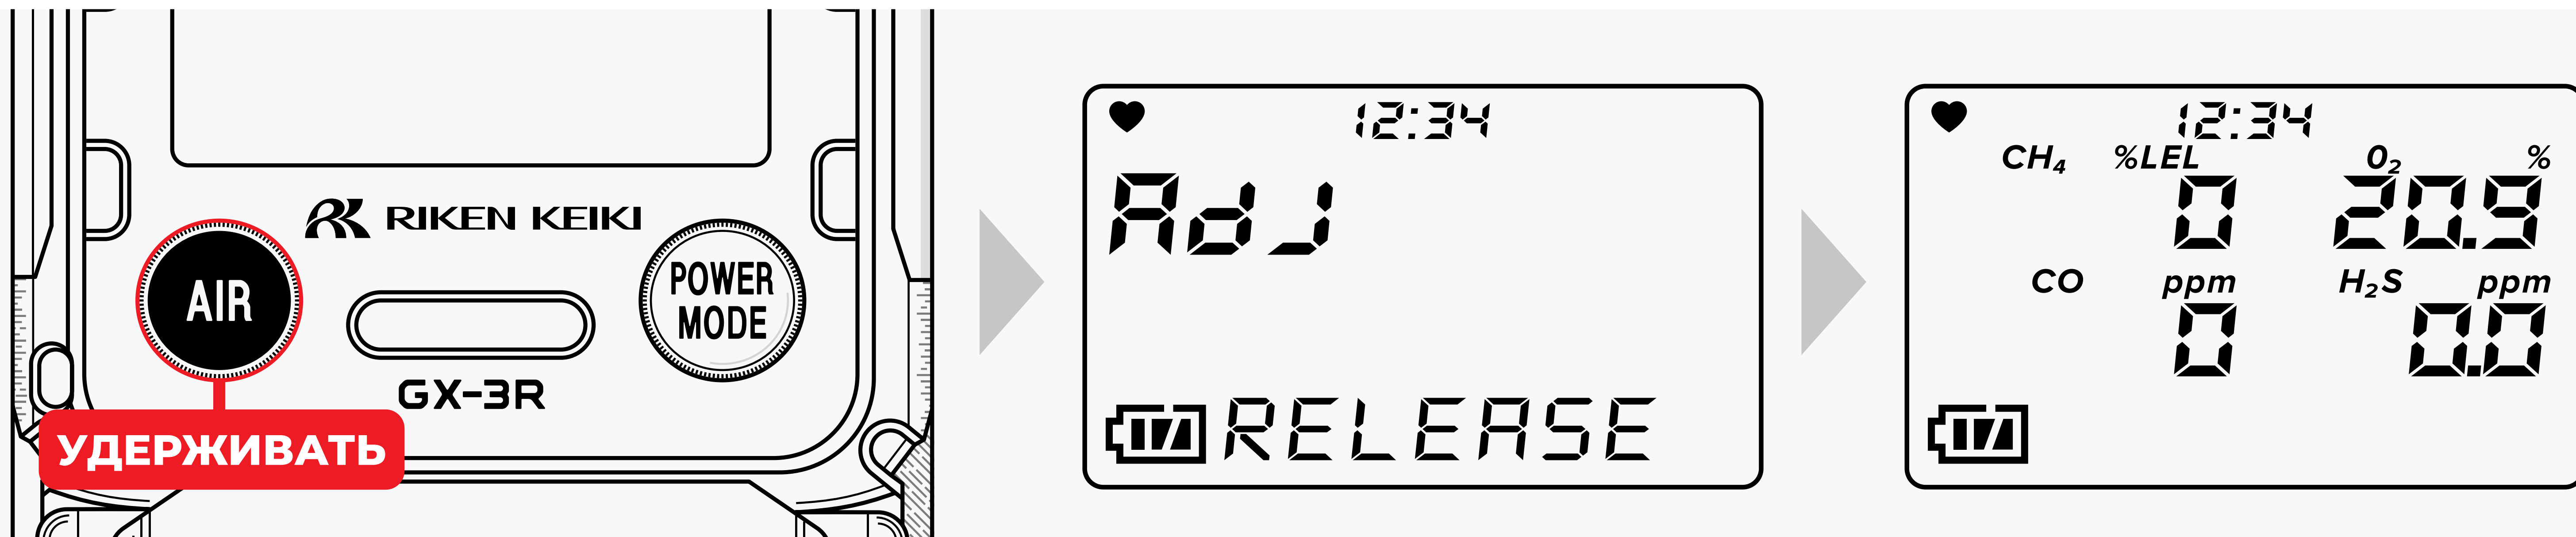 RIKEN KEIKI
AIR
POWER
MODE
GX-3R
УДЕРЖИВАТЬ
12:34
Adj
RELEASE
12:34
CH₄ %LEL O₂ %
0 20.9
CO ppm H₂S ppm
0 0.0